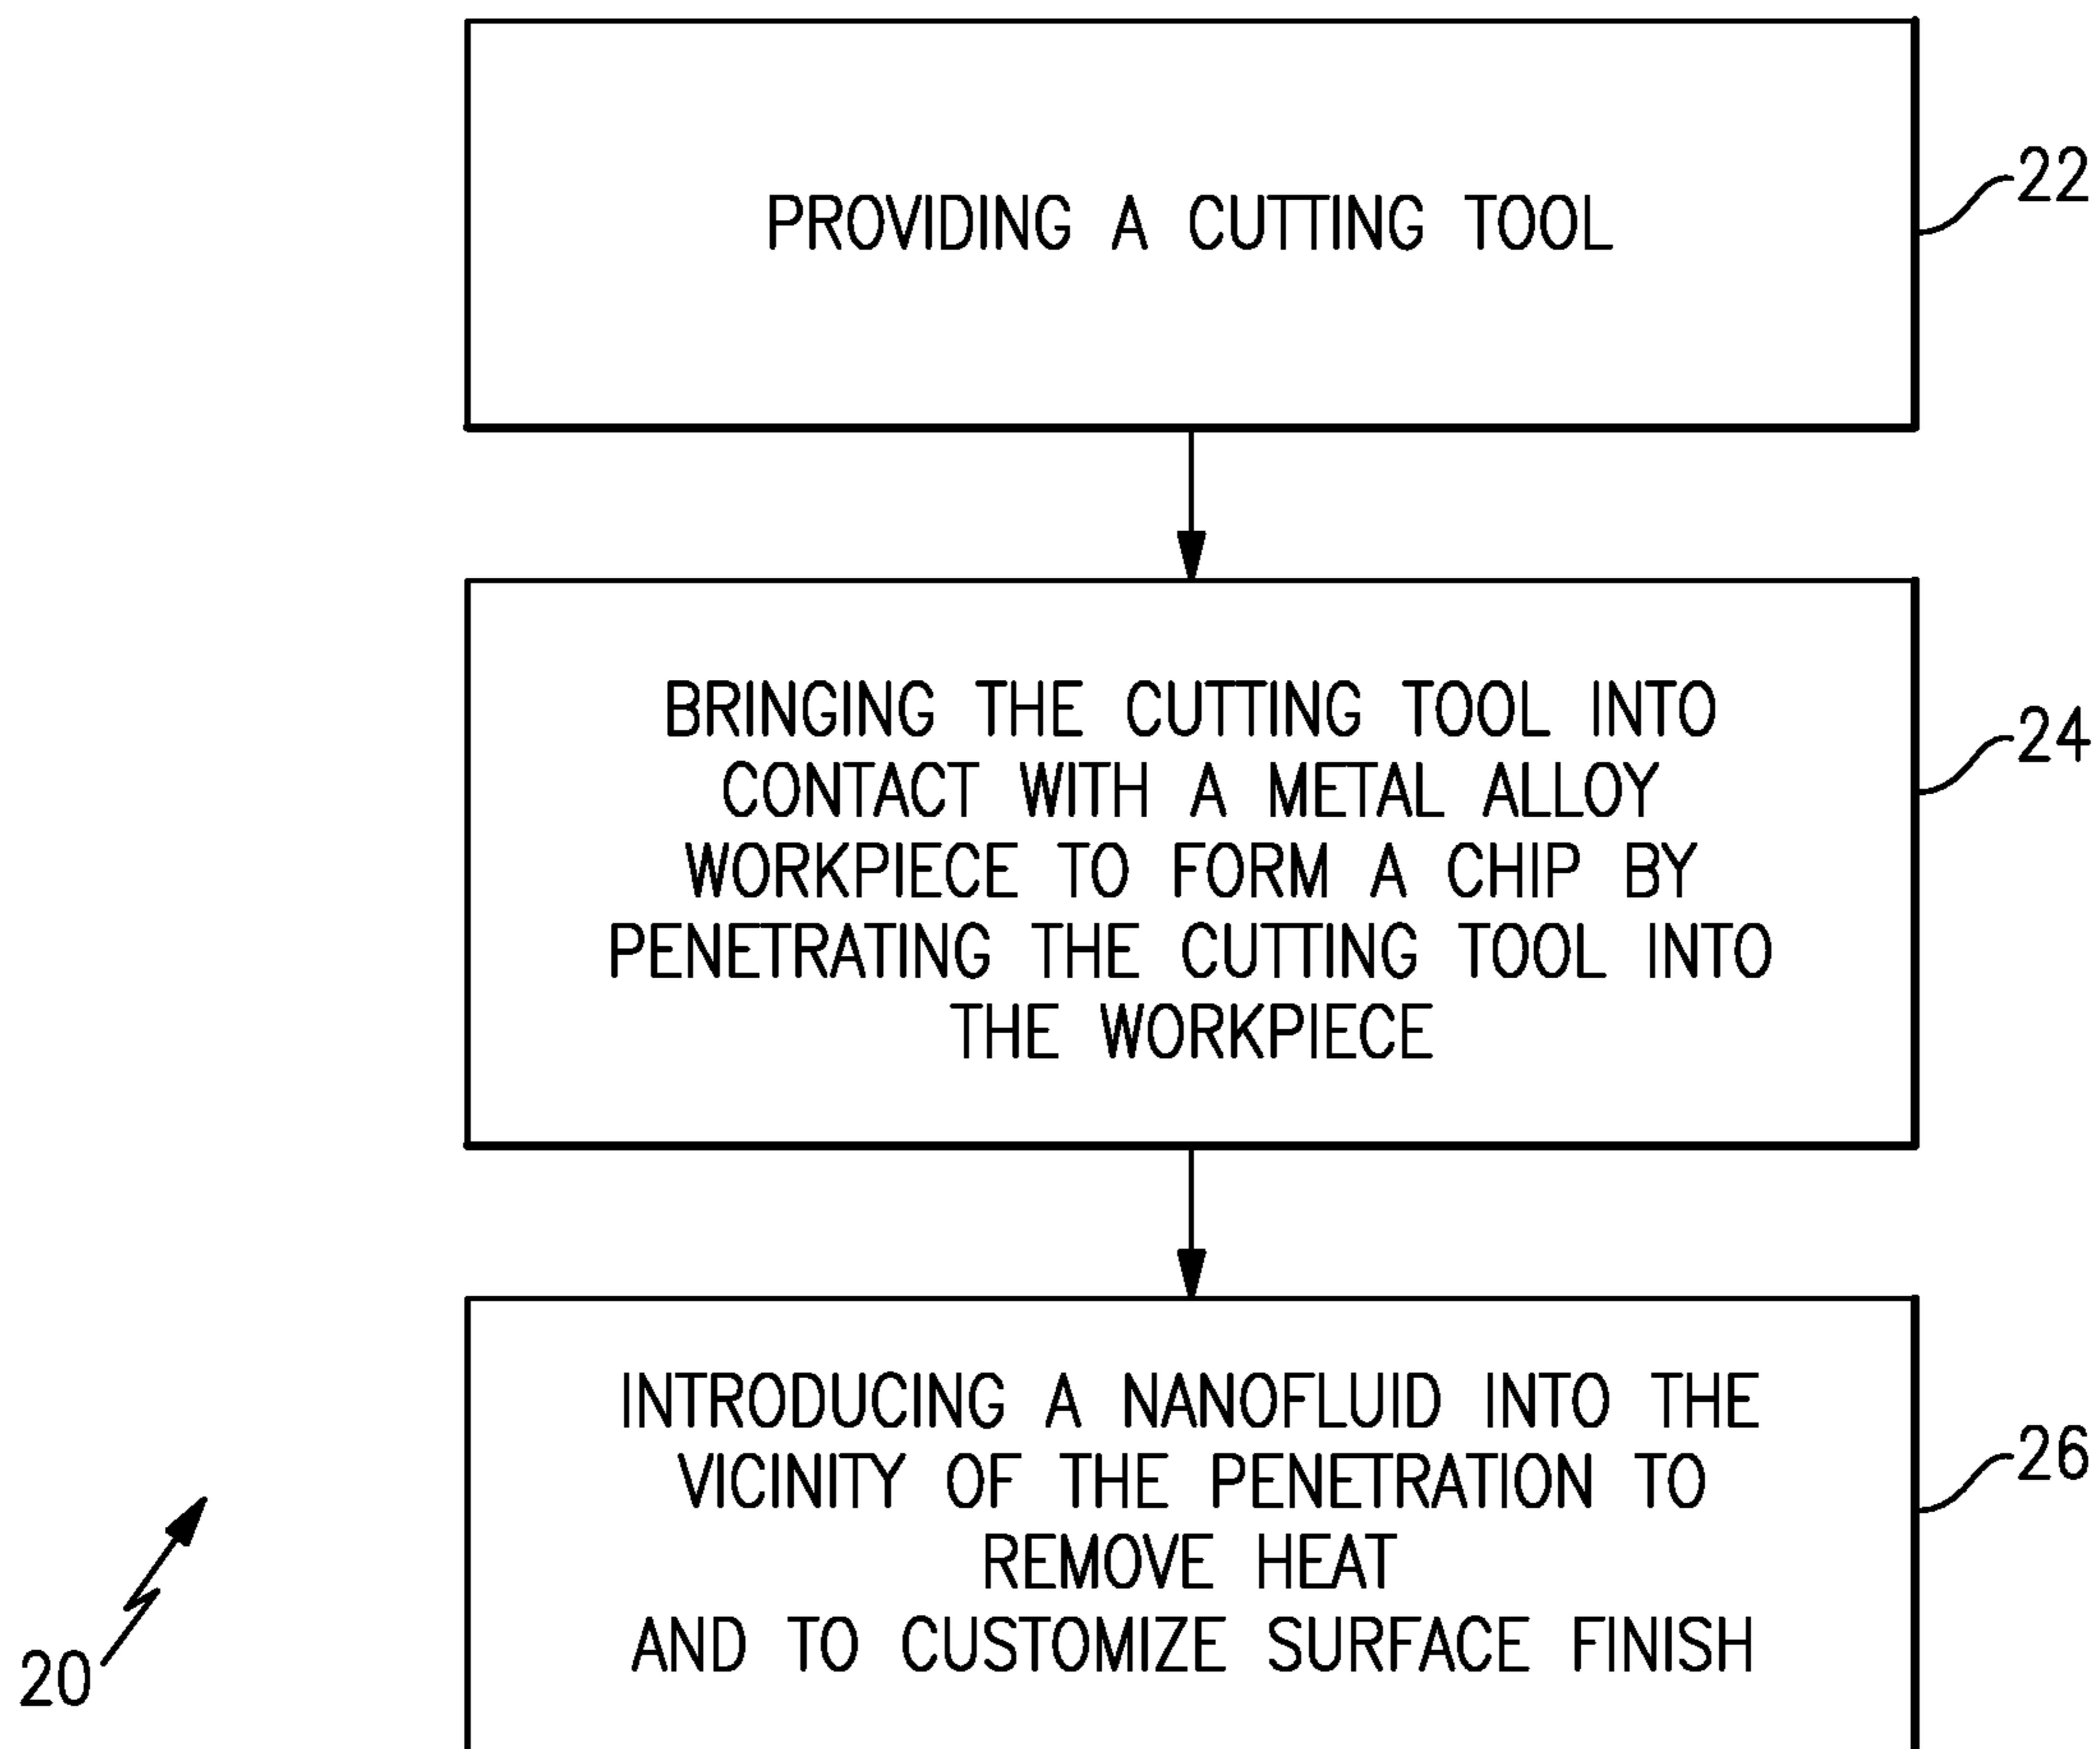 PROVIDING A CUTTING TOOL
22
BRINGING THE CUTTING TOOL INTO
CONTACT WITH A METAL ALLOY
WORKPIECE TO FORM A CHIP BY
PENETRATING THE CUTTING TOOL INTO
THE WORKPIECE
24
INTRODUCING A NANOFLUID INTO THE
VICINITY OF THE PENETRATION TO
REMOVE HEAT
AND TO CUSTOMIZE SURFACE FINISH
26
20